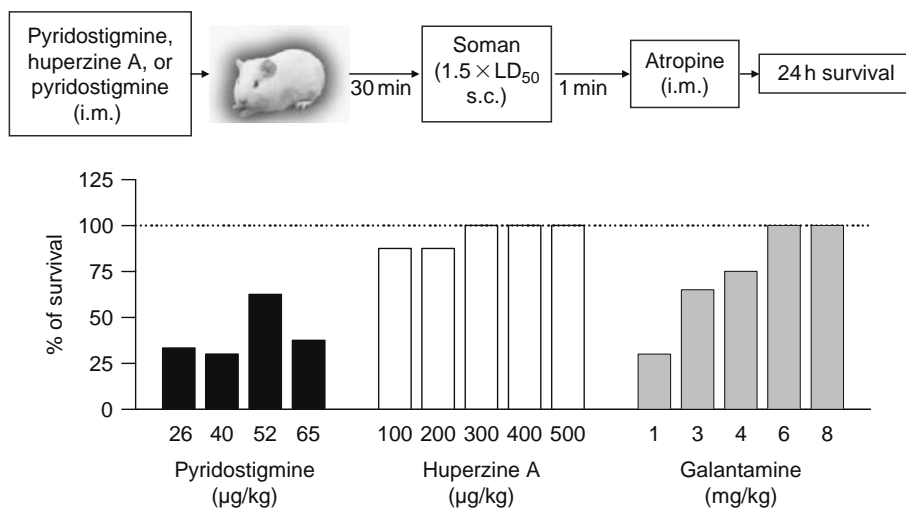 Pyridostigmine,
huperzine A, or
pyridostigmine
(i.m.)
30 min
Soman
(1.5 × LD50
s.c.)
1 min
Atropine
(i.m.)
24 h survival
% of survival
125
100
75
50
25
0
26 40 52 65
Pyridostigmine
(µg/kg)
100 200 300 400 500
Huperzine A
(µg/kg)
1 3 4 6 8
Galantamine
(mg/kg)